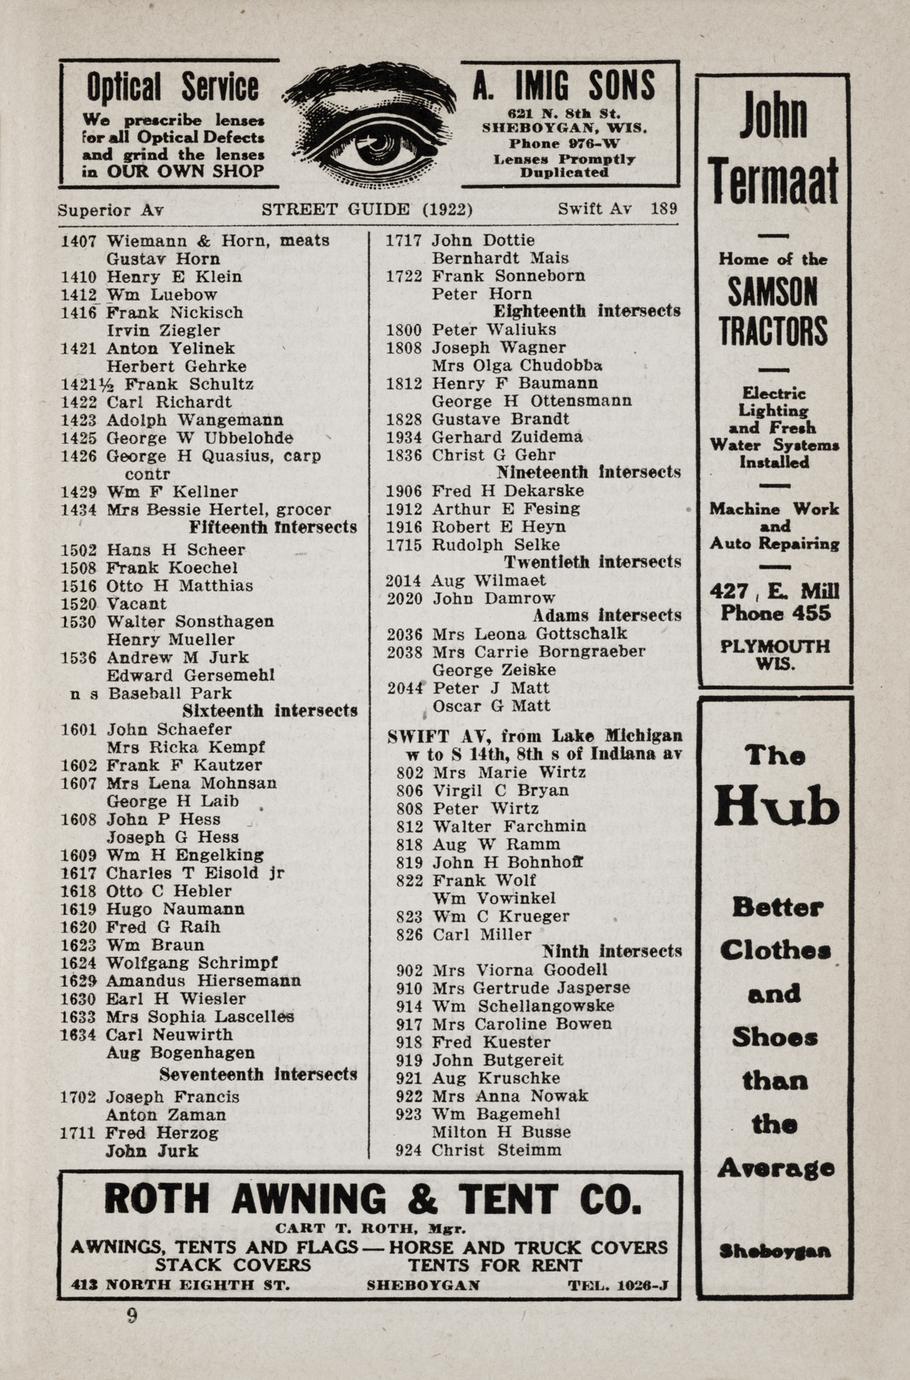 Optical Service
We prescribe lenses
for all Optical Defects
and grind the lenses
in OUR OWN SHOP
A. IMIG SONS
621 N. 8th St.
SHEBOYGAN, WIS.
Phone 976-W
Lenses Promptly
Duplicated
Superior Av STREET GUIDE (1922) Swift Av 189
1407 Wiemann & Horn, meats
Gustav Horn
1410 Henry E Klein
1412 Wm Luebow
1416 Frank Nickisch
Irvin Ziegler
1421 Anton Yelinek
Herbert Gehrke
1421½ Frank Schultz
1422 Carl Richardt
1423 Adolph Wangemann
1425 George W Ubbelohde
1426 George H Quasius, carp
contr
1429 Wm F Kellner
1434 Mrs Bessie Hertel, grocer
Fifteenth intersects
1502 Hans H Scheer
1508 Frank Koechel
1516 Otto H Matthias
1520 Vacant
1530 Walter Sonsthagen
Henry Mueller
1536 Andrew M Jurk
Edward Gersemehl
n s Baseball Park
Sixteenth intersects
1601 John Schaefer
Mrs Ricka Kempf
1602 Frank F Kautzer
1607 Mrs Lena Mohnsan
George H Laib
1608 John P Hess
Joseph G Hess
1609 Wm H Engelking
1617 Charles T Eisold jr
1618 Otto C Hebler
1619 Hugo Naumann
1620 Fred G Raih
1623 Wm Braun
1624 Wolfgang Schrimpf
1629 Amandus Hiersemann
1630 Earl H Wiesler
1633 Mrs Sophia Lascelles
1634 Carl Neuwirth
Aug Bogenhagen
Seventeenth intersects
1702 Joseph Francis
Anton Zaman
1711 Fred Herzog
John Jurk
1717 John Dottie
Bernhardt Mais
1722 Frank Sonneborn
Peter Horn
Eighteenth intersects
1800 Peter Waliuks
1808 Joseph Wagner
Mrs Olga Chudobba
1812 Henry F Baumann
George H Ottensmann
1828 Gustave Brandt
1934 Gerhard Zuidema
1836 Christ G Gehr
Nineteenth intersects
1906 Fred H Dekarske
1912 Arthur E Fesing
1916 Robert E Heyn
1715 Rudolph Selke
Twentieth intersects
2014 Aug Wilmaet
2020 John Damrow
Adams intersects
2036 Mrs Leona Gottschalk
2038 Mrs Carrie Borngraeber
George Zeiske
2044 Peter J Matt
Oscar G Matt
SWIFT AV, from Lake Michigan
w to S 14th, 8th s of Indiana av
802 Mrs Marie Wirtz
806 Virgil C Bryan
808 Peter Wirtz
812 Walter Farchmin
818 Aug W Ramm
819 John H Bohnhoff
822 Frank Wolf
Wm Vowinkel
823 Wm C Krueger
826 Carl Miller
Ninth intersects
902 Mrs Viorna Goodell
910 Mrs Gertrude Jasperse
914 Wm Schellangowske
917 Mrs Caroline Bowen
918 Fred Kuester
919 John Butgereit
921 Aug Kruschke
922 Mrs Anna Nowak
923 Wm Bagemehl
Milton H Busse
924 Christ Steimm
John
Termaat
Home of the
SAMSON
TRACTORS
Electric
Lighting
and Fresh
Water Systems
Installed
Machine Work
and
Auto Repairing
427 E. Mill
Phone 455
PLYMOUTH
WIS.
The
Hub
Better
Clothes
and
Shoes
than
the
Average
Sheboygan
ROTH AWNING & TENT CO.
CART T. ROTH, Mgr.
AWNINGS, TENTS AND FLAGS — HORSE AND TRUCK COVERS
STACK COVERS TENTS FOR RENT
413 NORTH EIGHTH ST. SHEBOYGAN TEL. 1026-J
9